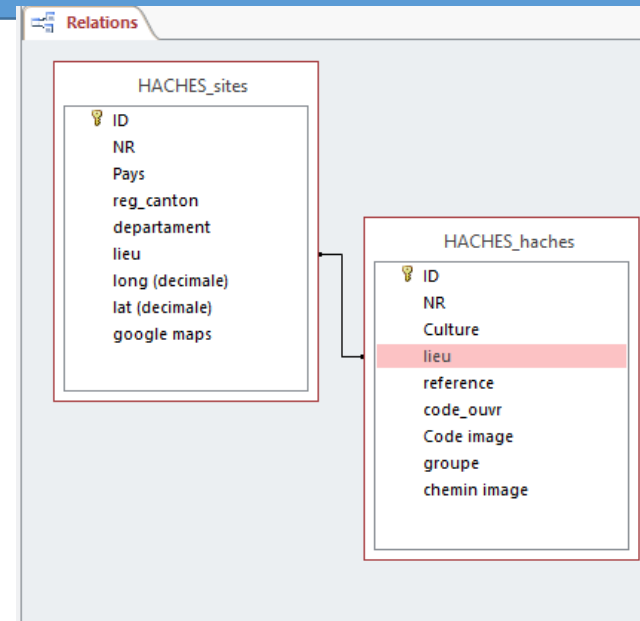 Relations
HACHES_sites
ID
NR
Pays
reg_canton
departament
lieu
long (decimale)
lat (decimale)
google maps
HACHES_haches
ID
NR
Culture
lieu
reference
code_ouvr
Code image
groupe
chemin image